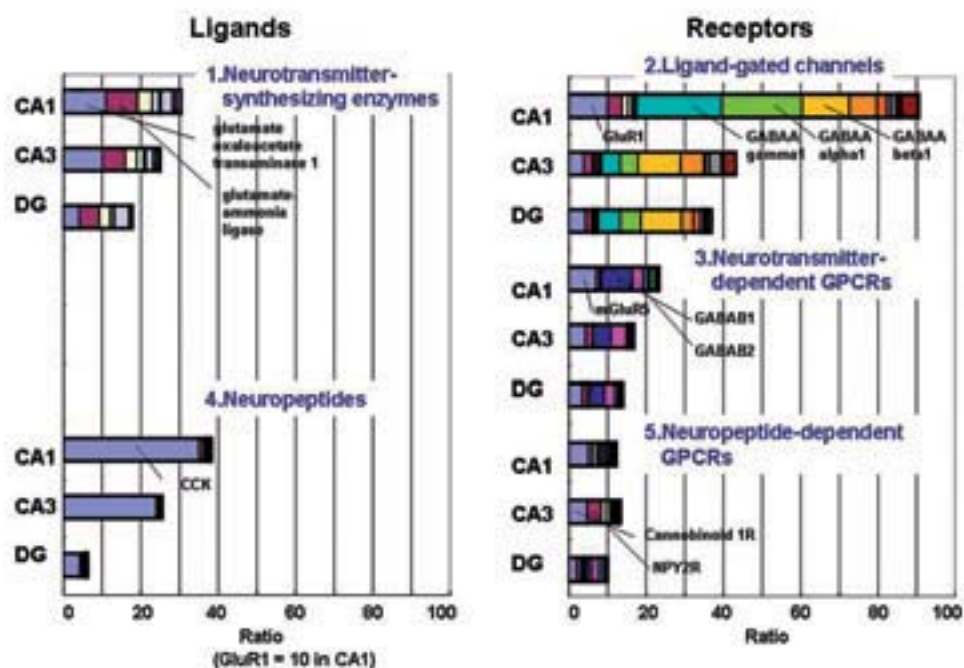 Ligands
1.Neurotransmitter-
synthesizing enzymes
CA1
glutamate
oxaloacetate
transaminase 1
CA3
glutamate-
ammonia
ligase
DG
4.Neuropeptides
CA1
CCK
CA3
DG
0 20 40 60 80 100
Ratio
(GluR1 = 10 in CA1)
Receptors
2.Ligand-gated channels
CA1
GluR1
GABAA
gamma1
GABAA
alpha1
GABAA
beta1
CA3
DG
3.Neurotransmitter-
dependent GPCRs
CA1
mGluR5
GABAB1
GABAB2
CA3
DG
5.Neuropeptide-dependent
GPCRs
CA1
CA3
Cannobinoid 1R
NPY2R
DG
0 20 40 60 80 100
Ratio